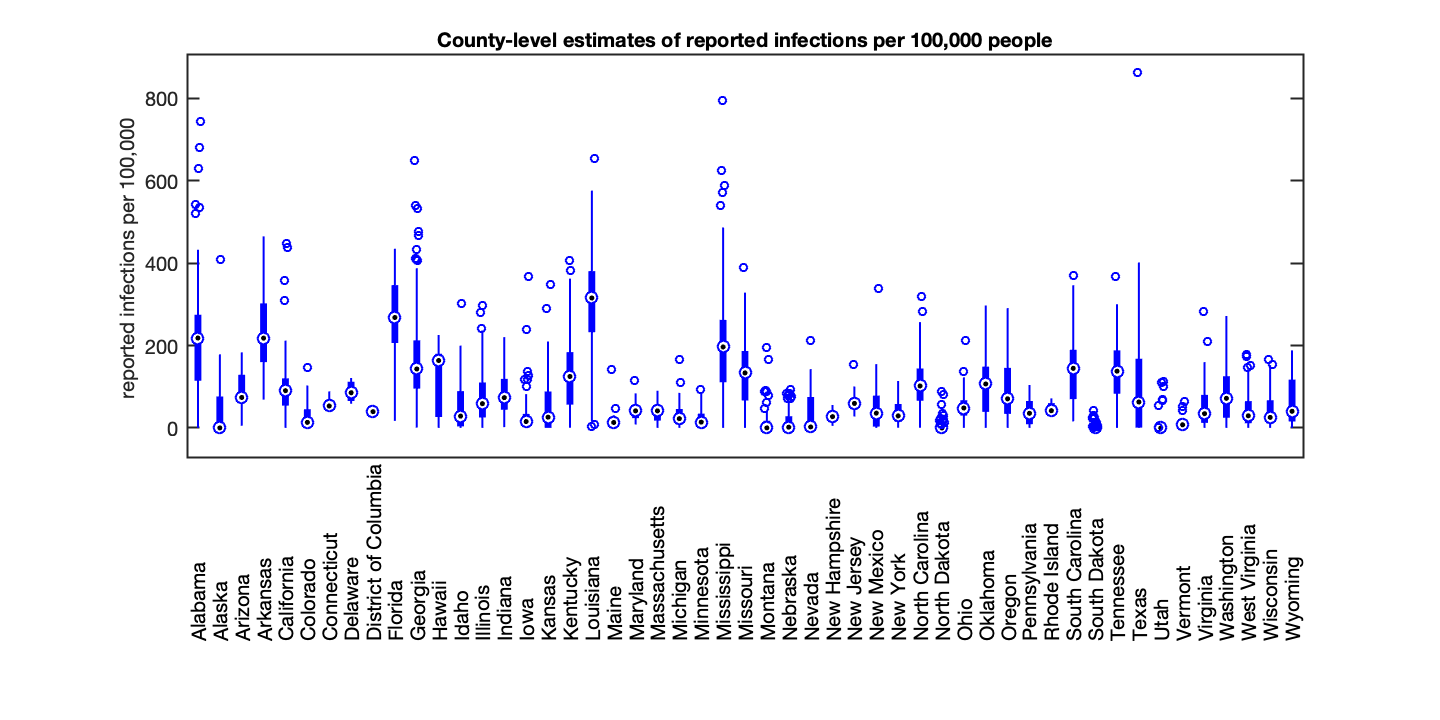 County-level estimates of reported infections per 100,000 people
reported infections per 100,000
800
600
400
200
0
Alabama
Alaska
Arizona
Arkansas
California
Colorado
Connecticut
Delaware
District of Columbia
Florida
Georgia
Hawaii
Idaho
Illinois
Indiana
Iowa
Kansas
Kentucky
Louisiana
Maine
Maryland
Massachusetts
Michigan
Minnesota
Mississippi
Missouri
Montana
Nebraska
Nevada
New Hampshire
New Jersey
New Mexico
New York
North Carolina
North Dakota
Ohio
Oklahoma
Oregon
Pennsylvania
Rhode Island
South Carolina
South Dakota
Tennessee
Texas
Utah
Vermont
Virginia
Washington
West Virginia
Wisconsin
Wyoming